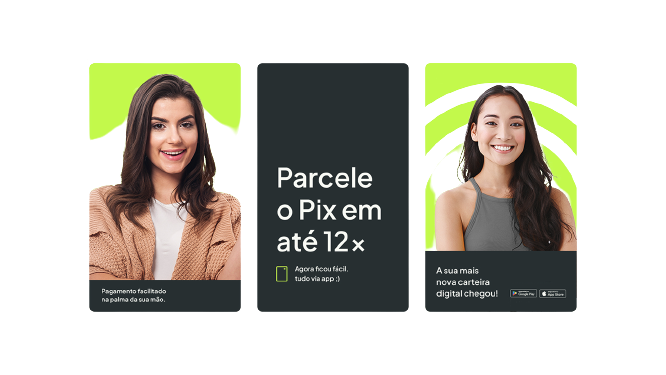 Pagamento facilitado
na palma da sua mão.
Parcele
o Pix em
até 12x
Agora ficou fácil.
tudo via app ;)
A sua mais
nova carteira
digital chegou!
Google Play
App Store